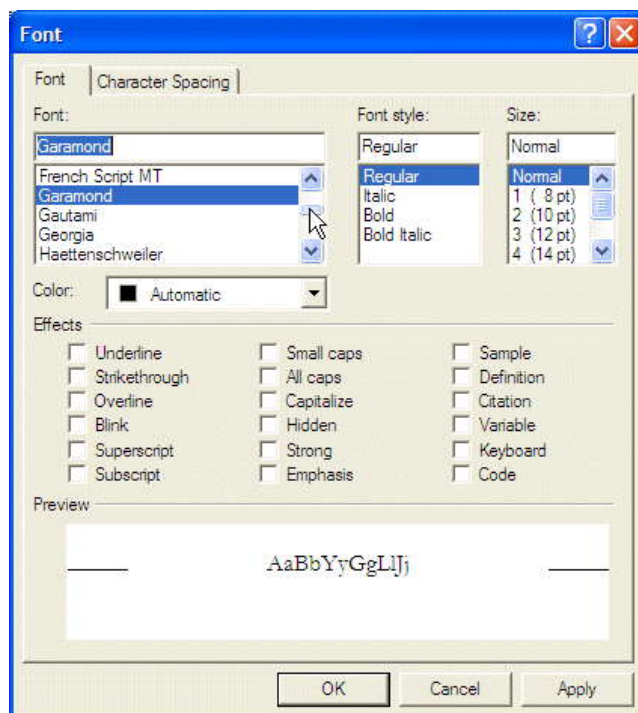 Font
Font Character Spacing
Font: Font style: Size:
Garamond Regular Normal
French Script MT Regular Normal
Garamond Italic 1 ( 8 pt)
Gautami Bold 2 (10 pt)
Georgia Bold Italic 3 (12 pt)
Haettenschweiler 4 (14 pt)
Color: Automatic
Effects
Underline Small caps Sample
Strikethrough All caps Definition
Overline Capitalize Citation
Blink Hidden Variable
Superscript Strong Keyboard
Subscript Emphasis Code
Preview
AaBbYyGgLlJj
OK Cancel Apply